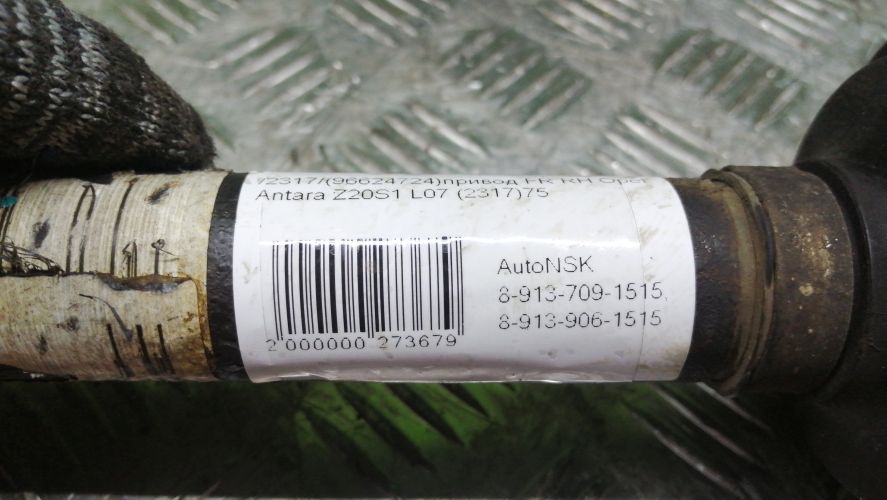 /2317/(96624724)привод FR RH Opel
Antara Z20S1 L07 (2317)75
AutoNSK
8-913-709-1515,
8-913-906-1515
2 000000 273679